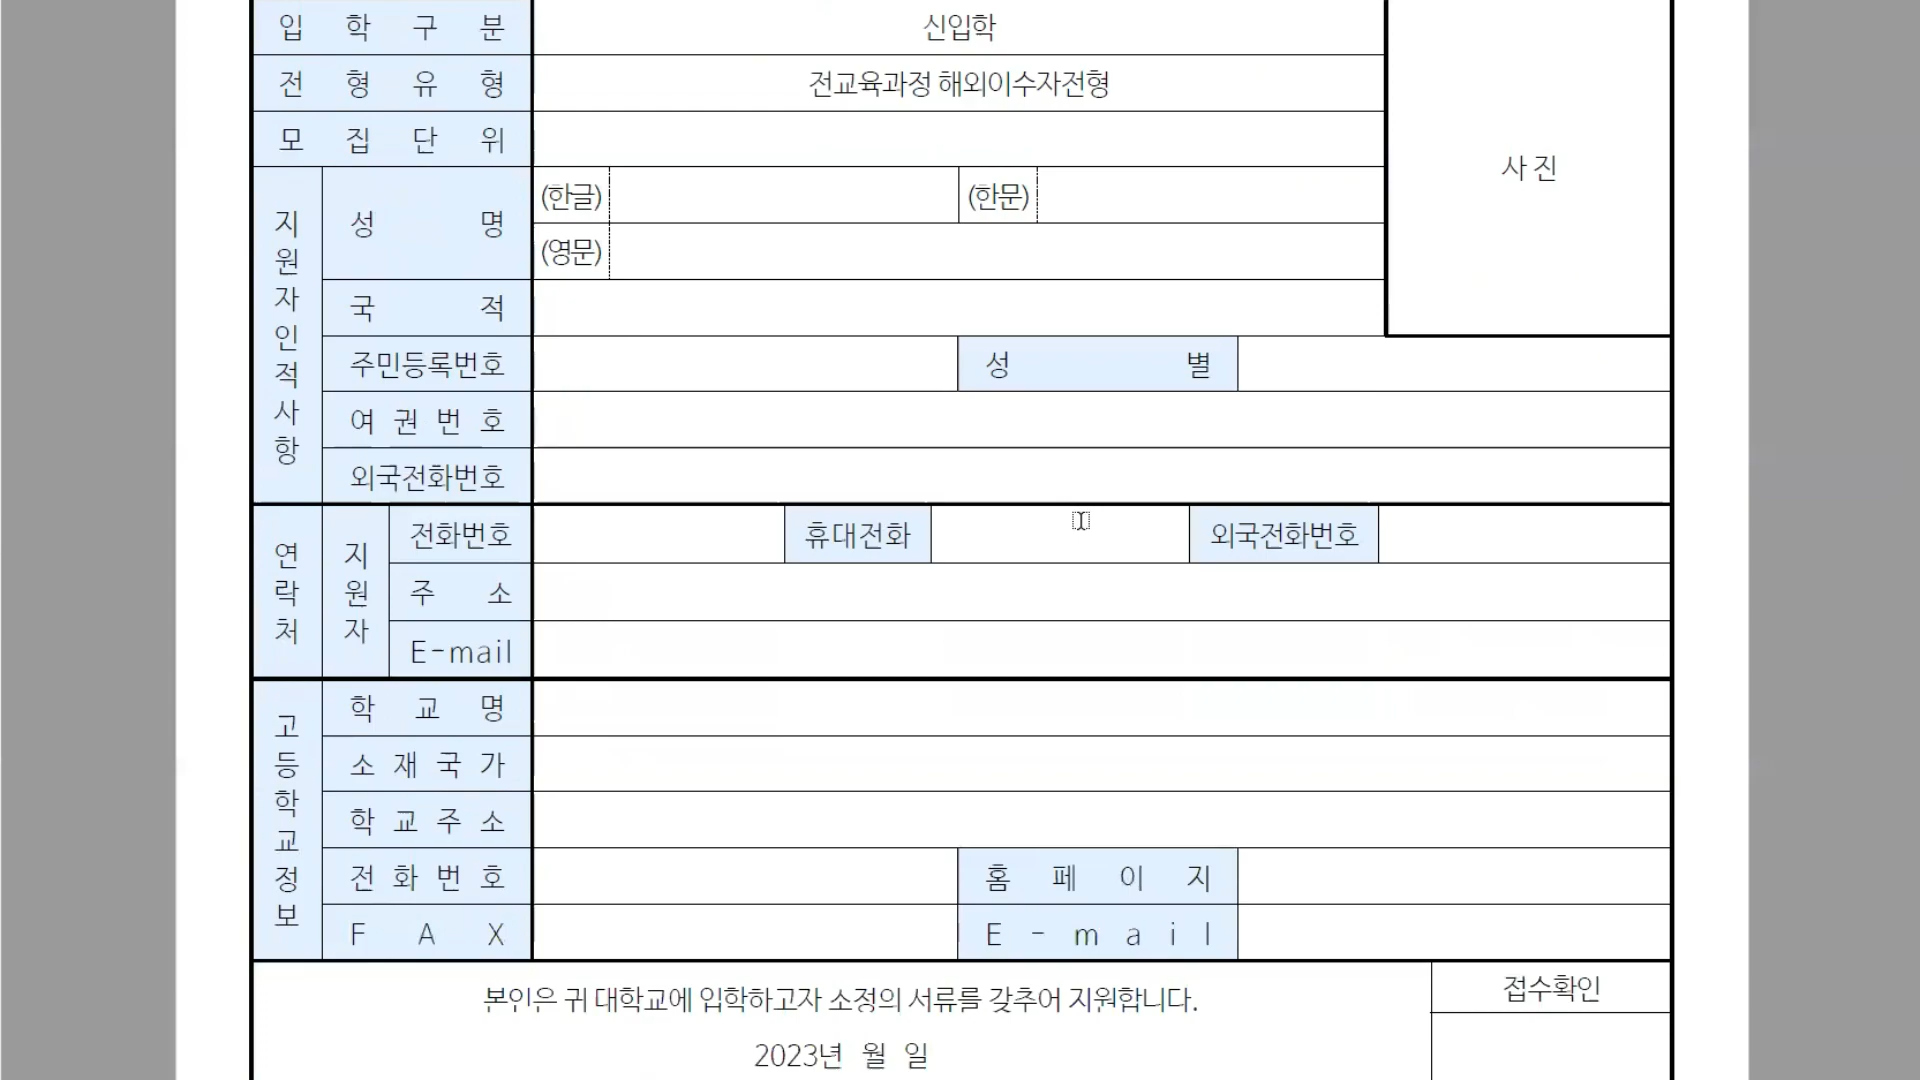 입학구분 신입학
전형유형 전교육과정 해외이수자전형
모집단위
사진
지원자인적사항
성명 (한글) (한문)
(영문)
국적
주민등록번호 성별
여권번호
외국전화번호
연락처 지원자 전화번호 휴대전화 외국전화번호
주소
E-mail
고등학교정보
학교명
소재국가
학교주소
전화번호 홈페이지
FAX E-mail
본인은 귀 대학교에 입학하고자 소정의 서류를 갖추어 지원합니다.
접수확인
2023년 월 일